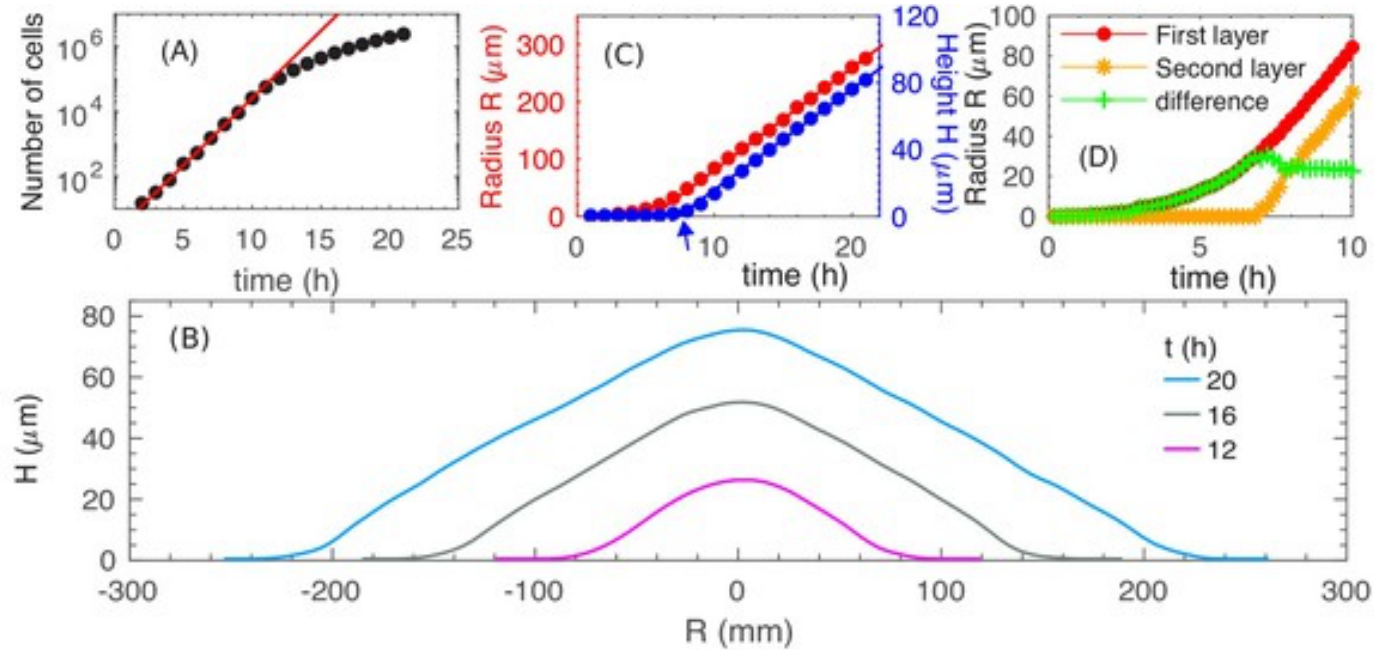 (A)
Number of cells
10^6
10^4
10^2
0 5 10 15 20 25
time (h)
(C)
Radius R (μm)
300
200
100
0
120
80
40
0
Height H (μm)
0 10 20
time (h)
(D)
Radius R (μm)
100
80
60
40
20
0
First layer
Second layer
difference
0 5 10
time (h)
(B)
H (μm)
80
60
40
20
0
t (h)
20
16
12
-300 -200 -100 0 100 200 300
R (mm)